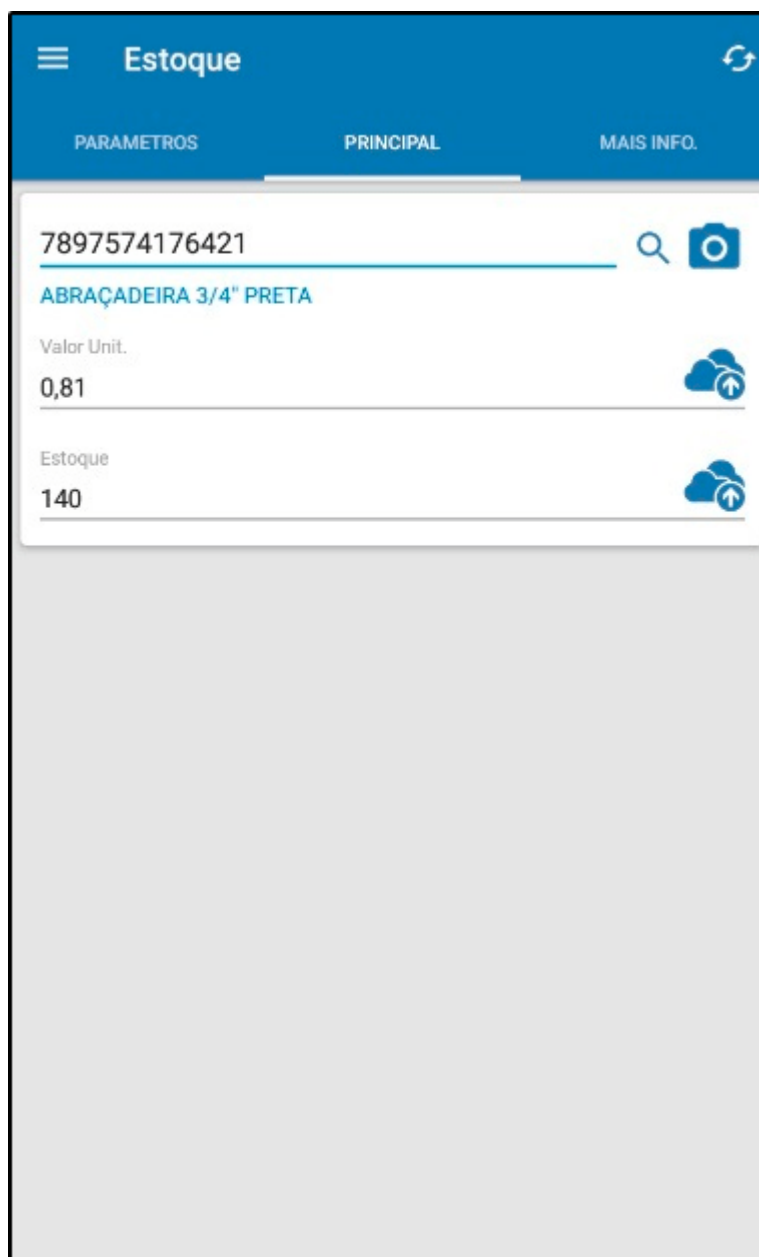 Estoque
PARAMETROS PRINCIPAL MAIS INFO.
7897574176421
ABRAÇADEIRA 3/4" PRETA
Valor Unit.
0,81
Estoque
140